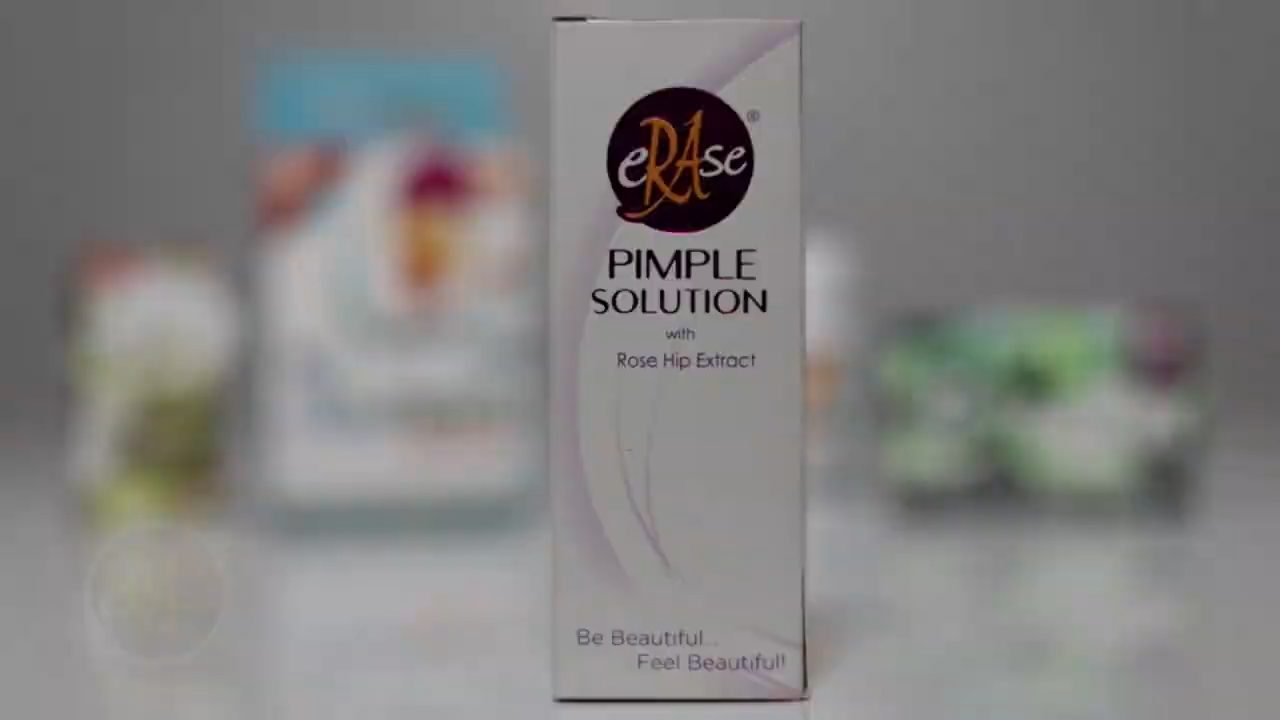 eRAse ®
PIMPLE
SOLUTION
with
Rose Hip Extract
Be Beautiful...
Feel Beautiful!